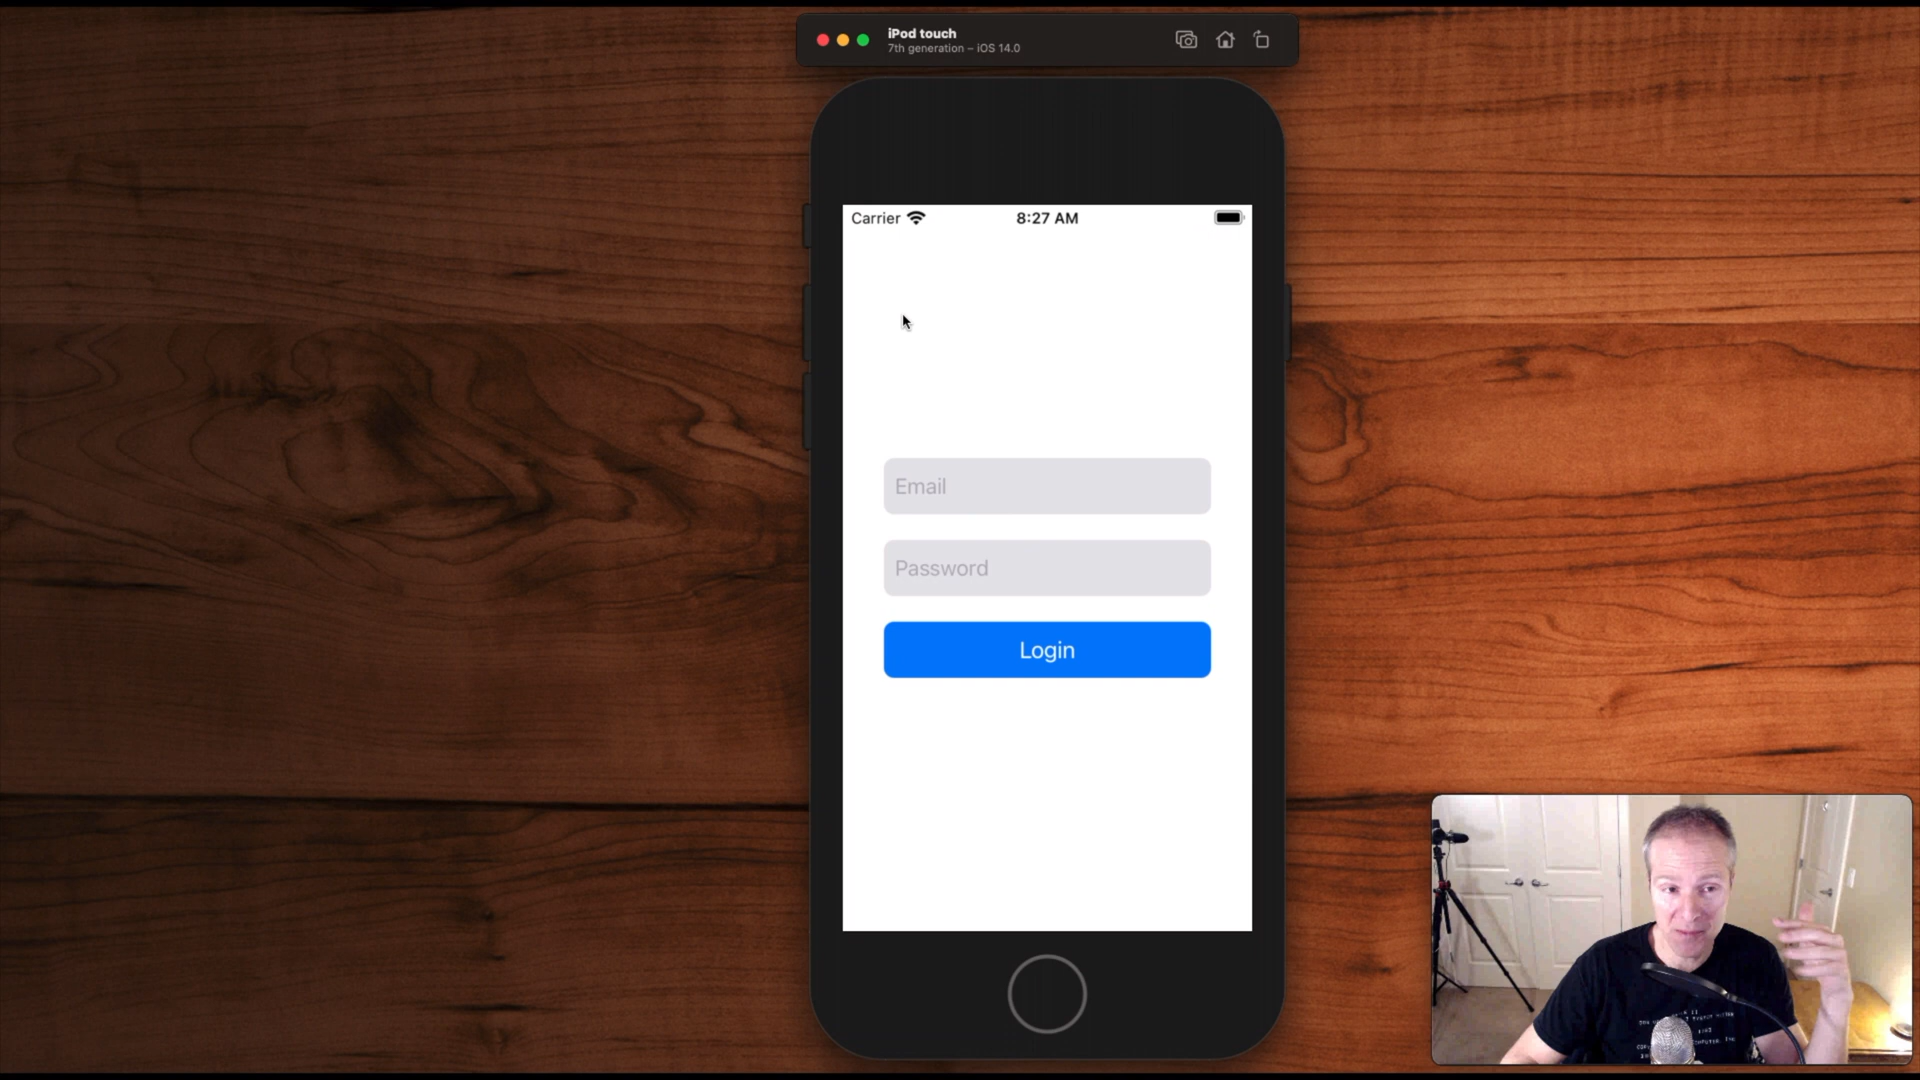 iPod touch
7th generation – iOS 14.0
Carrier 8:27 AM
Email
Password
Login